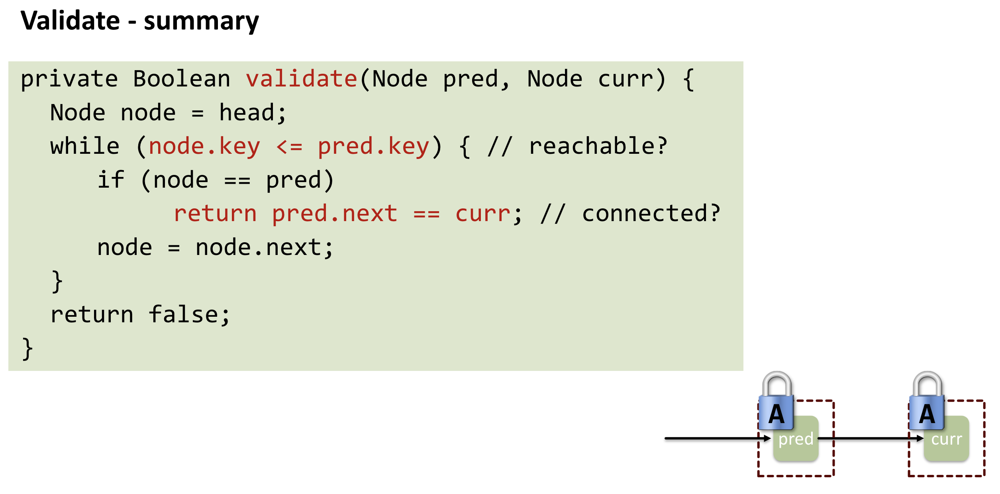 Validate - summary
private Boolean validate(Node pred, Node curr) {
Node node = head;
while (node.key <= pred.key) { // reachable?
if (node == pred)
return pred.next == curr; // connected?
node = node.next;
}
return false;
}
A
A
pred
curr